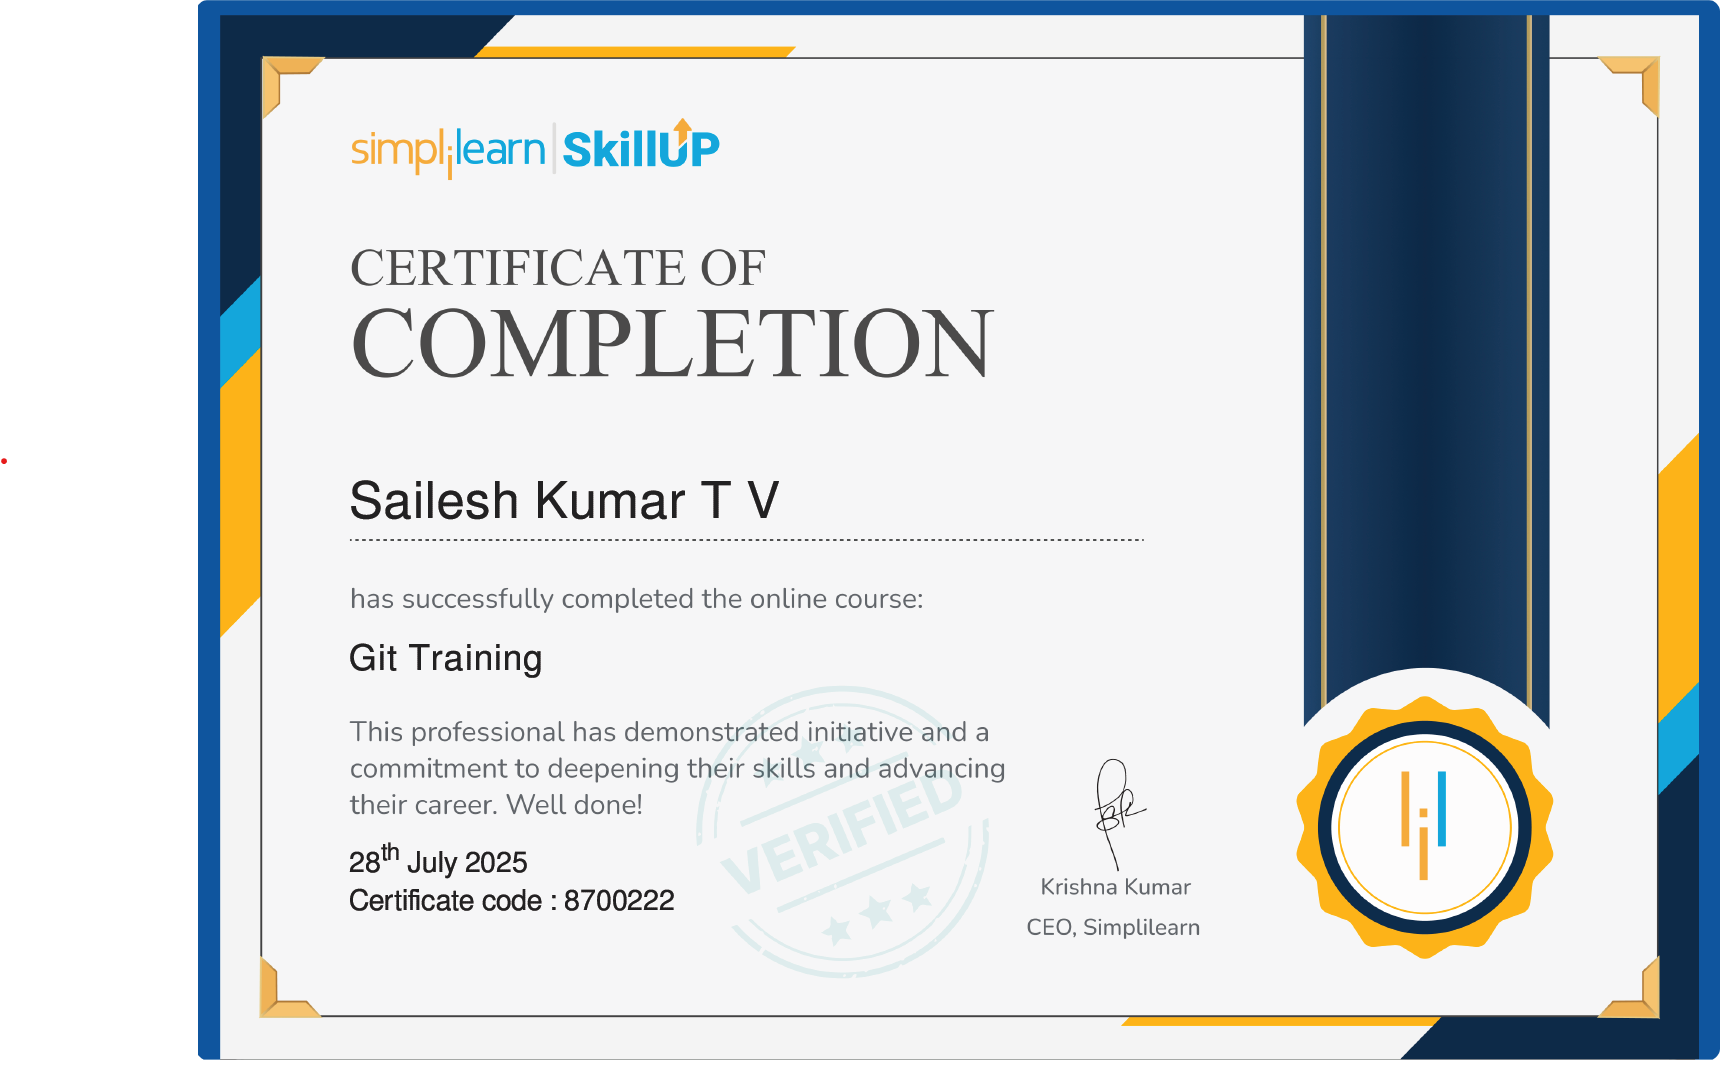 simplilearn | SkillUP
CERTIFICATE OF
COMPLETION
Sailesh Kumar T V
has successfully completed the online course:
Git Training
This professional has demonstrated initiative and a
commitment to deepening their skills and advancing
their career. Well done!
VERIFIED
28th July 2025
Certificate code : 8700222
Krishna Kumar
CEO, Simplilearn